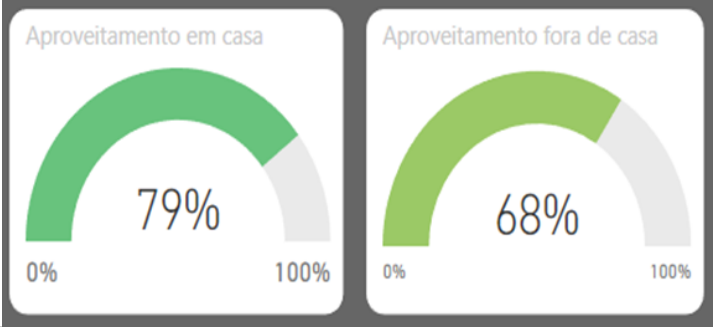 Aproveitamento em casa
79%
0% 100%
Aproveitamento fora de casa
68%
0% 100%